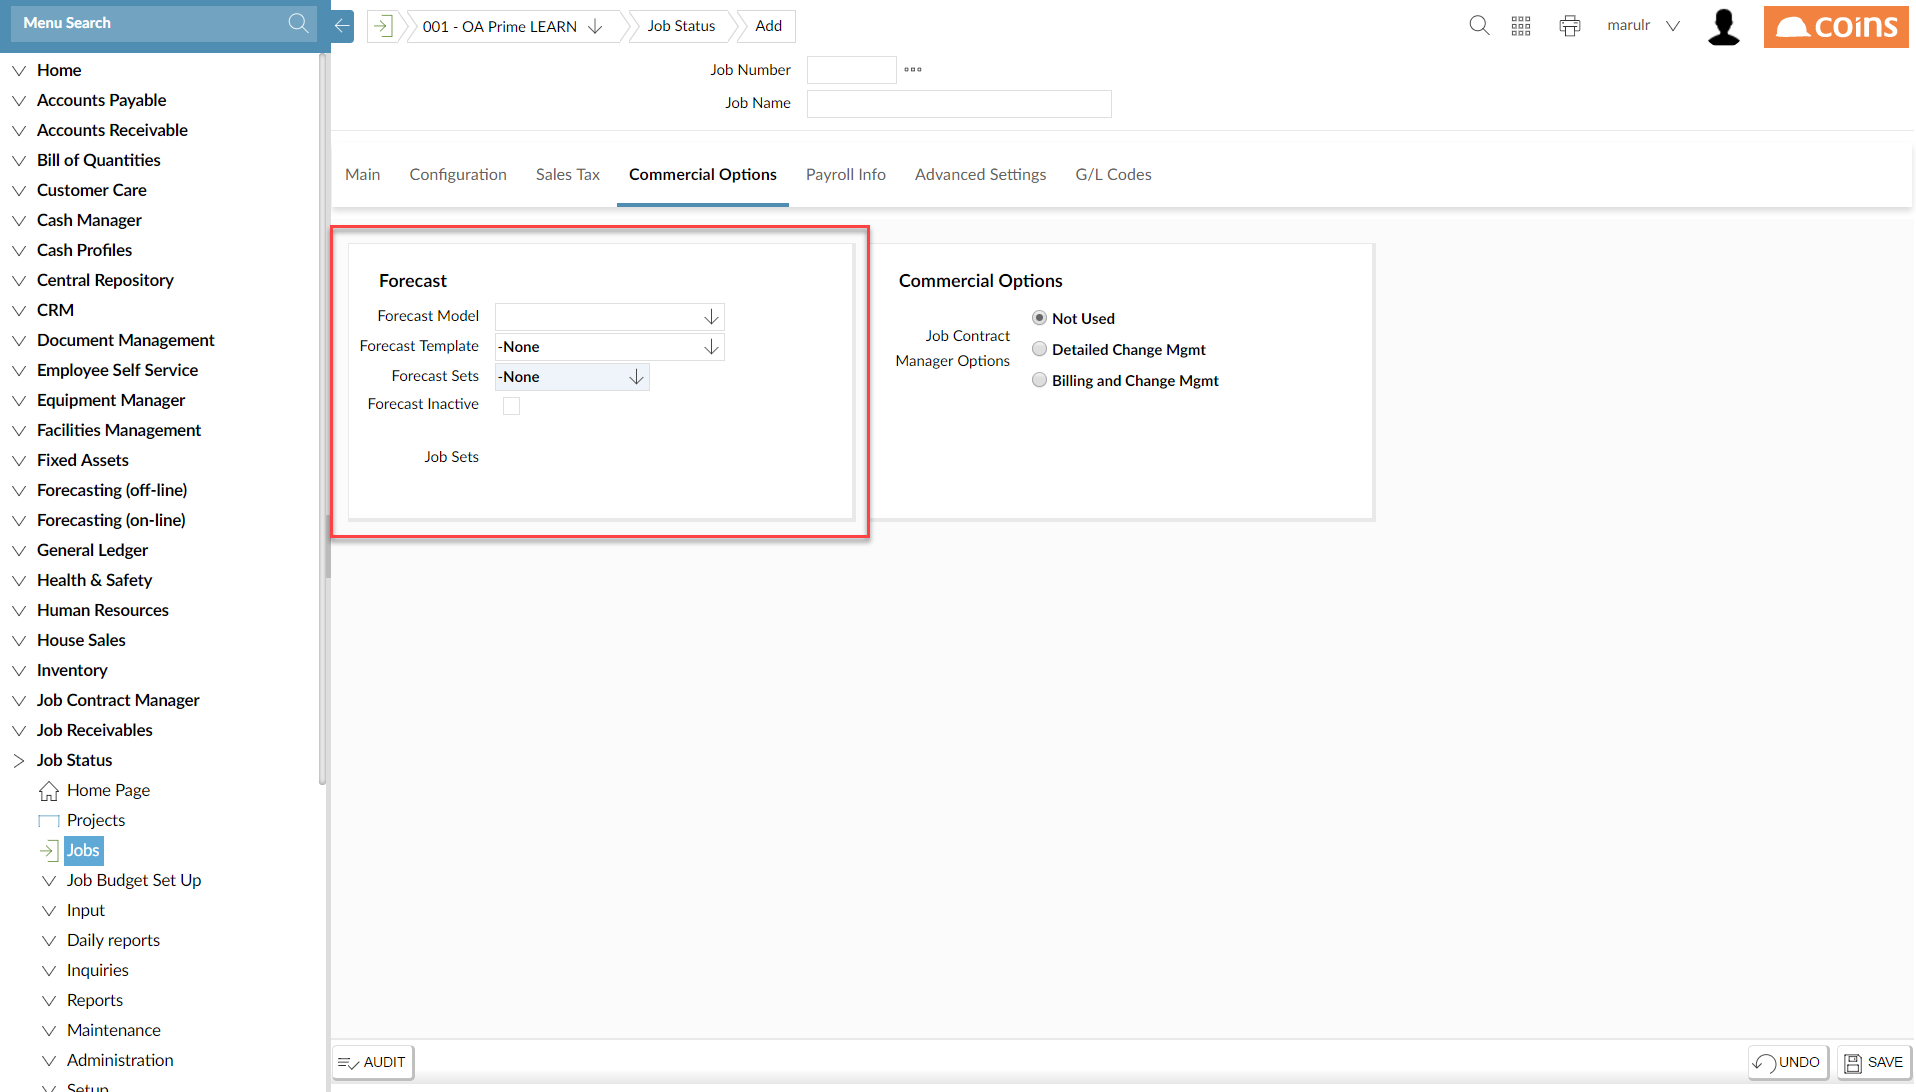 Menu Search
001 - OA Prime LEARN
Job Status
Add
marulr
coins
Job Number
Job Name
Main
Configuration
Sales Tax
Commercial Options
Payroll Info
Advanced Settings
G/L Codes
Forecast
Forecast Model
Forecast Template
-None
Forecast Sets
-None
Forecast Inactive
Job Sets
Commercial Options
Job Contract
Manager Options
Not Used
Detailed Change Mgmt
Billing and Change Mgmt
Home
Accounts Payable
Accounts Receivable
Bill of Quantities
Customer Care
Cash Manager
Cash Profiles
Central Repository
CRM
Document Management
Employee Self Service
Equipment Manager
Facilities Management
Fixed Assets
Forecasting (off-line)
Forecasting (on-line)
General Ledger
Health & Safety
Human Resources
House Sales
Inventory
Job Contract Manager
Job Receivables
Job Status
Home Page
Projects
Jobs
Job Budget Set Up
Input
Daily reports
Inquiries
Reports
Maintenance
Administration
Setup
AUDIT
UNDO
SAVE